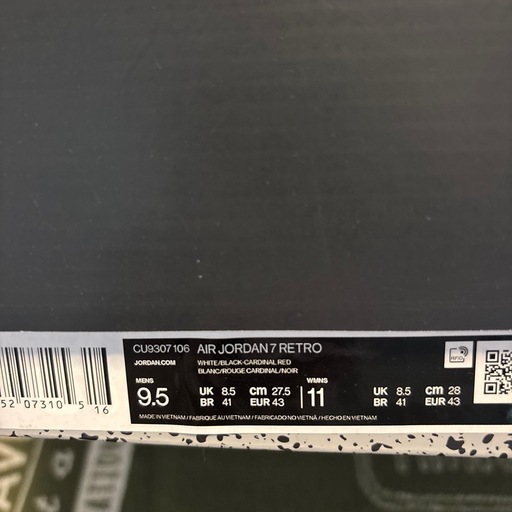 CU9307106 AIR JORDAN 7 RETRO
JORDAN.COM WHITE/BLACK-CARDINAL RED
BLANC/ROUGE CARDINAL/NOIR
RFID
MENS WMNS
9.5 UK 8.5 cm 27.5 11 UK 8.5 cm 28
BR 41 EUR 43 BR 41 EUR 43
52 07310 5 16
MADE IN VIETNAM / FABRIQUE AU VIETNAM / FABRICADO NO VIETNÃ / HECHO EN VIETNAM
AV